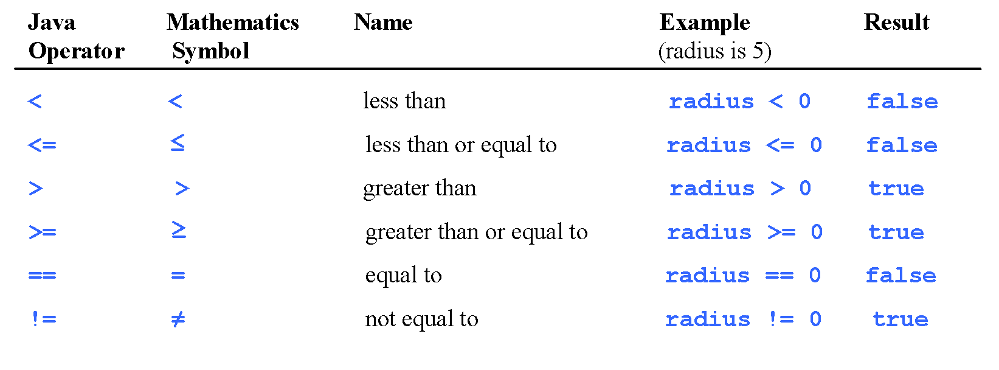 Java Mathematics Name Example Result
Operator Symbol (radius is 5)
< < less than radius < 0 false
<= ≤ less than or equal to radius <= 0 false
> > greater than radius > 0 true
>= ≥ greater than or equal to radius >= 0 true
== = equal to radius == 0 false
!= ≠ not equal to radius != 0 true